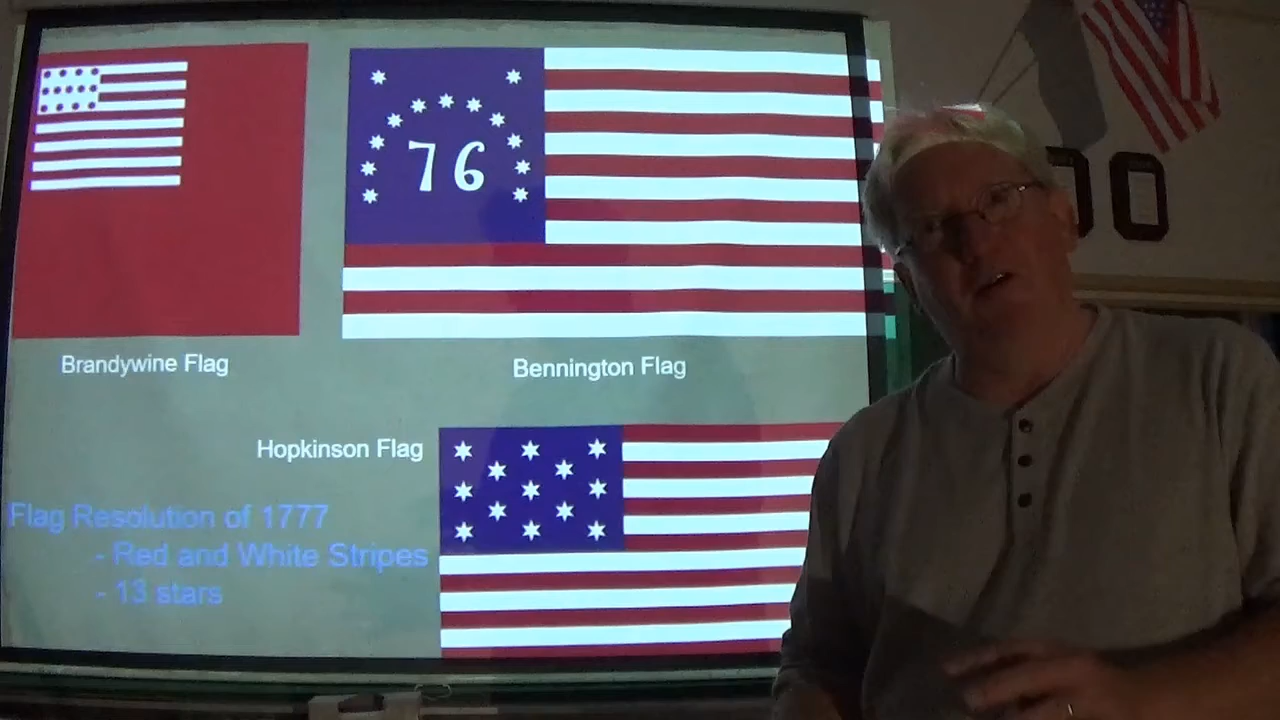 76
Brandywine Flag
Bennington Flag
Hopkinson Flag
Flag Resolution of 1777
- Red and White Stripes
- 13 stars